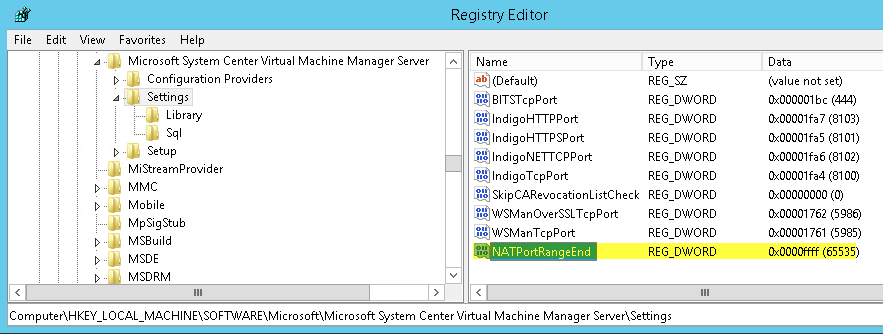 Registry Editor
File Edit View Favorites Help
Microsoft System Center Virtual Machine Manager Server
Configuration Providers
Settings
Library
Sql
Setup
MiStreamProvider
MMC
Mobile
MpSigStub
MSBuild
MSDE
MSDRM
Name Type Data
ab (Default) REG_SZ (value not set)
BITSTcpPort REG_DWORD 0x000001bc (444)
IndigoHTTPPort REG_DWORD 0x00001fa7 (8103)
IndigoHTTPSPort REG_DWORD 0x00001fa5 (8101)
IndigoNETTCPPort REG_DWORD 0x00001fa6 (8102)
IndigoTcpPort REG_DWORD 0x00001fa4 (8100)
SkipCARevocationListCheck REG_DWORD 0x00000000 (0)
WSManOverSSLTcpPort REG_DWORD 0x00001762 (5986)
WSManTcpPort REG_DWORD 0x00001761 (5985)
NATPortRangeEnd REG_DWORD 0x0000ffff (65535)
Computer\HKEY_LOCAL_MACHINE\SOFTWARE\Microsoft\Microsoft System Center Virtual Machine Manager Server\Settings